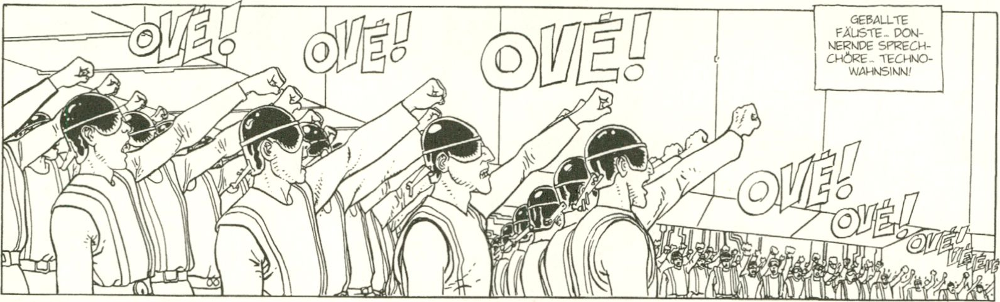 OVÉ!
OVÉ!
OVÉ!
GEBALLTE
FÄUSTE... DON-
NERNDE SPRECH-
CHÖRE... TECHNO-
WAHNSINN!
OVÉ!
OVÉ!
OVÉ!